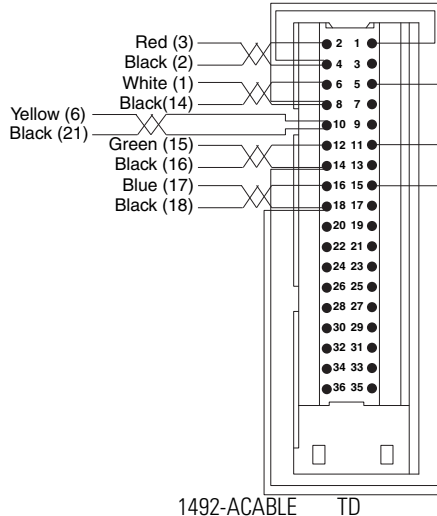 Red (3)
Black (2)
White (1)
Black(14)
Yellow (6)
Black (21)
Green (15)
Black (16)
Blue (17)
Black (18)
2 1
4 3
6 5
8 7
10 9
12 11
14 13
16 15
18 17
20 19
22 21
24 23
26 25
28 27
30 29
32 31
34 33
36 35
1492-ACABLE TD